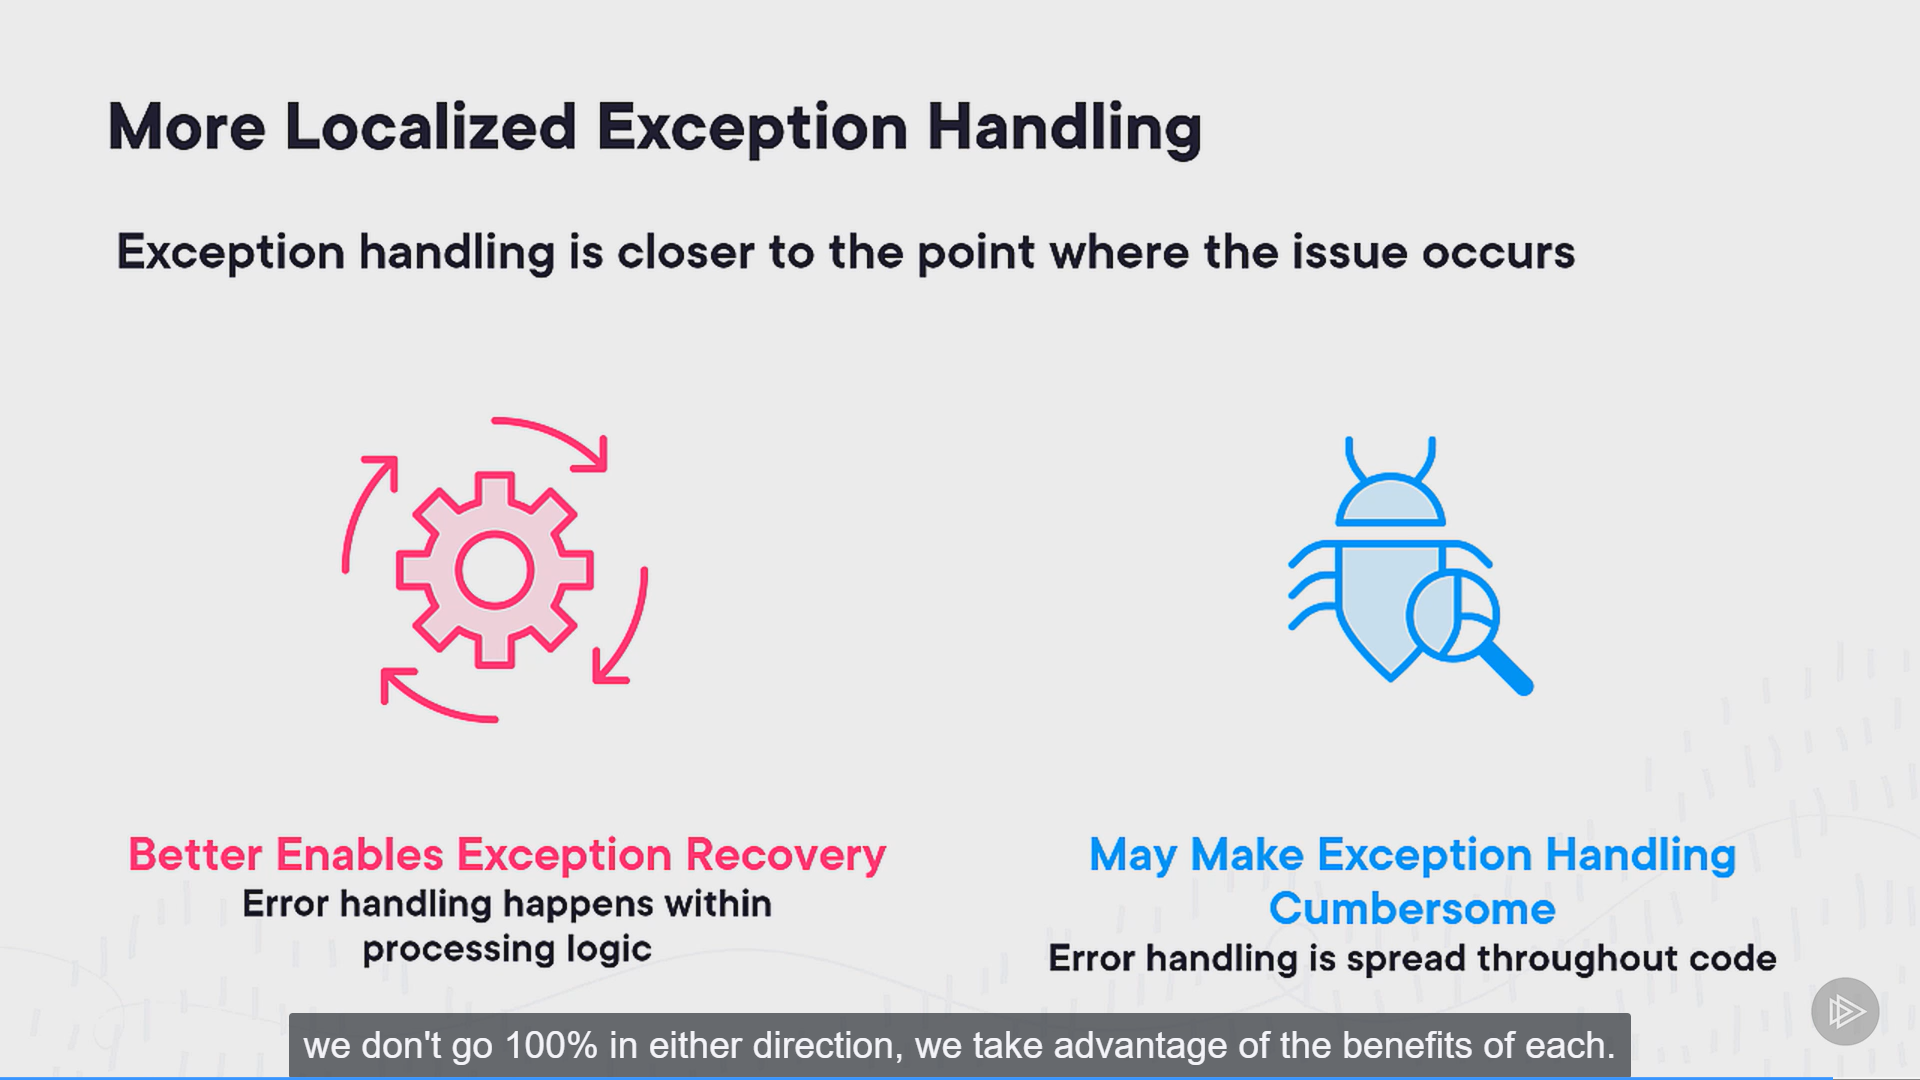 More Localized Exception Handling
Exception handling is closer to the point where the issue occurs
Better Enables Exception Recovery
Error handling happens within
processing logic
May Make Exception Handling
Cumbersome
Error handling is spread throughout code
we don't go 100% in either direction, we take advantage of the benefits of each.